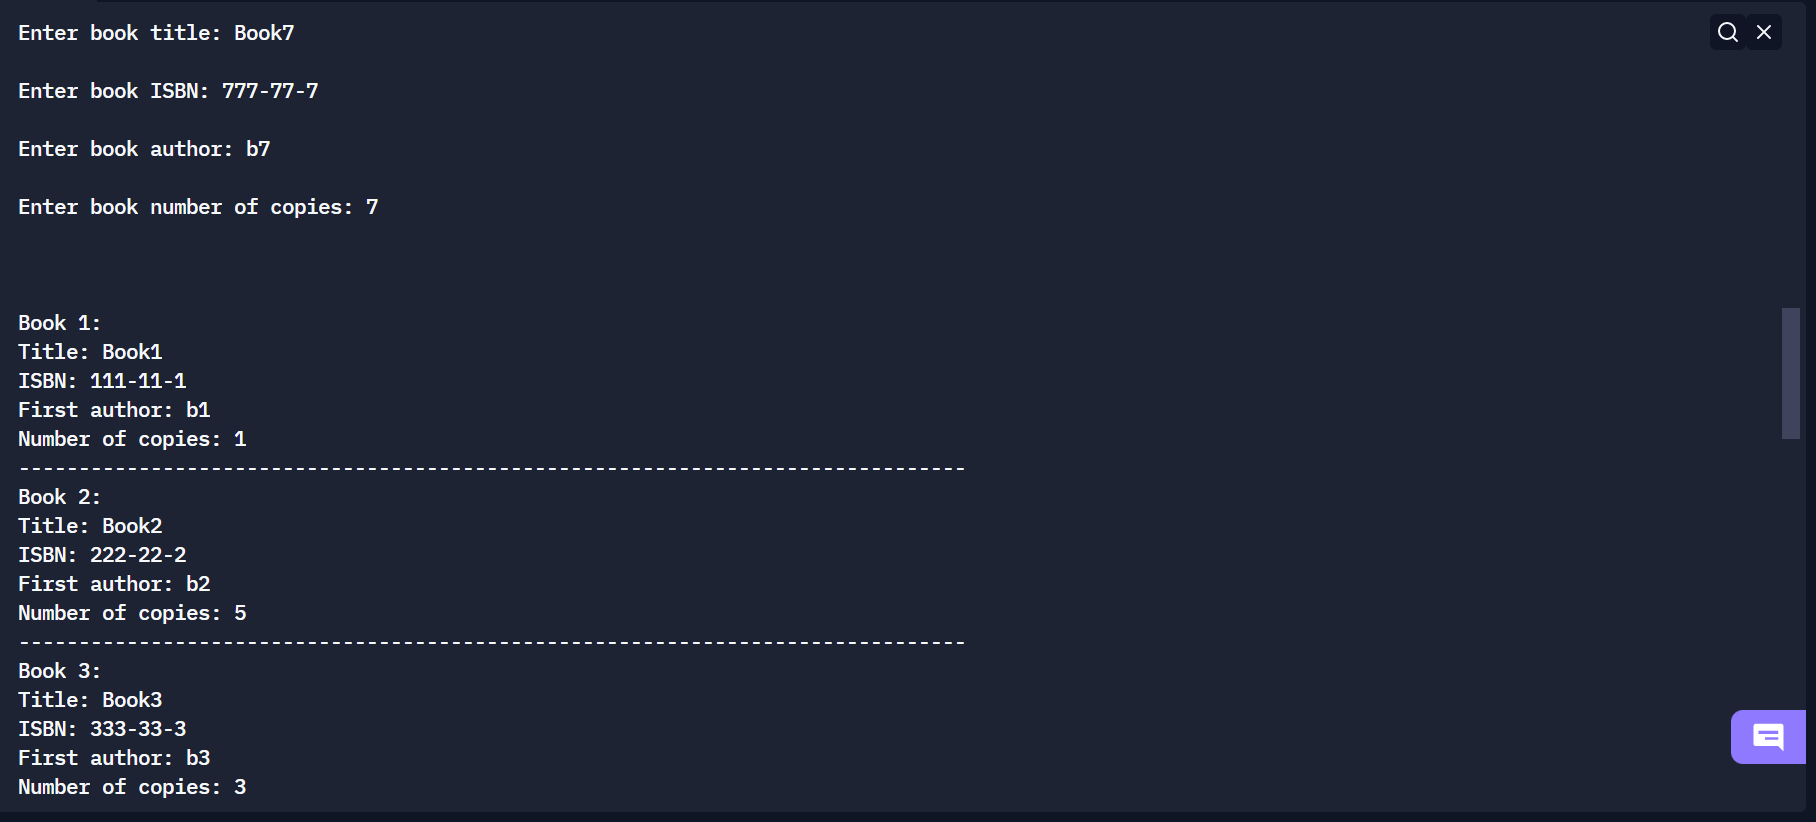 Enter book title: Book7
Enter book ISBN: 777-77-7
Enter book author: b7
Enter book number of copies: 7
Book 1:
Title: Book1
ISBN: 111-11-1
First author: b1
Number of copies: 1
-------------------------------------------------------------------------------
Book 2:
Title: Book2
ISBN: 222-22-2
First author: b2
Number of copies: 5
-------------------------------------------------------------------------------
Book 3:
Title: Book3
ISBN: 333-33-3
First author: b3
Number of copies: 3